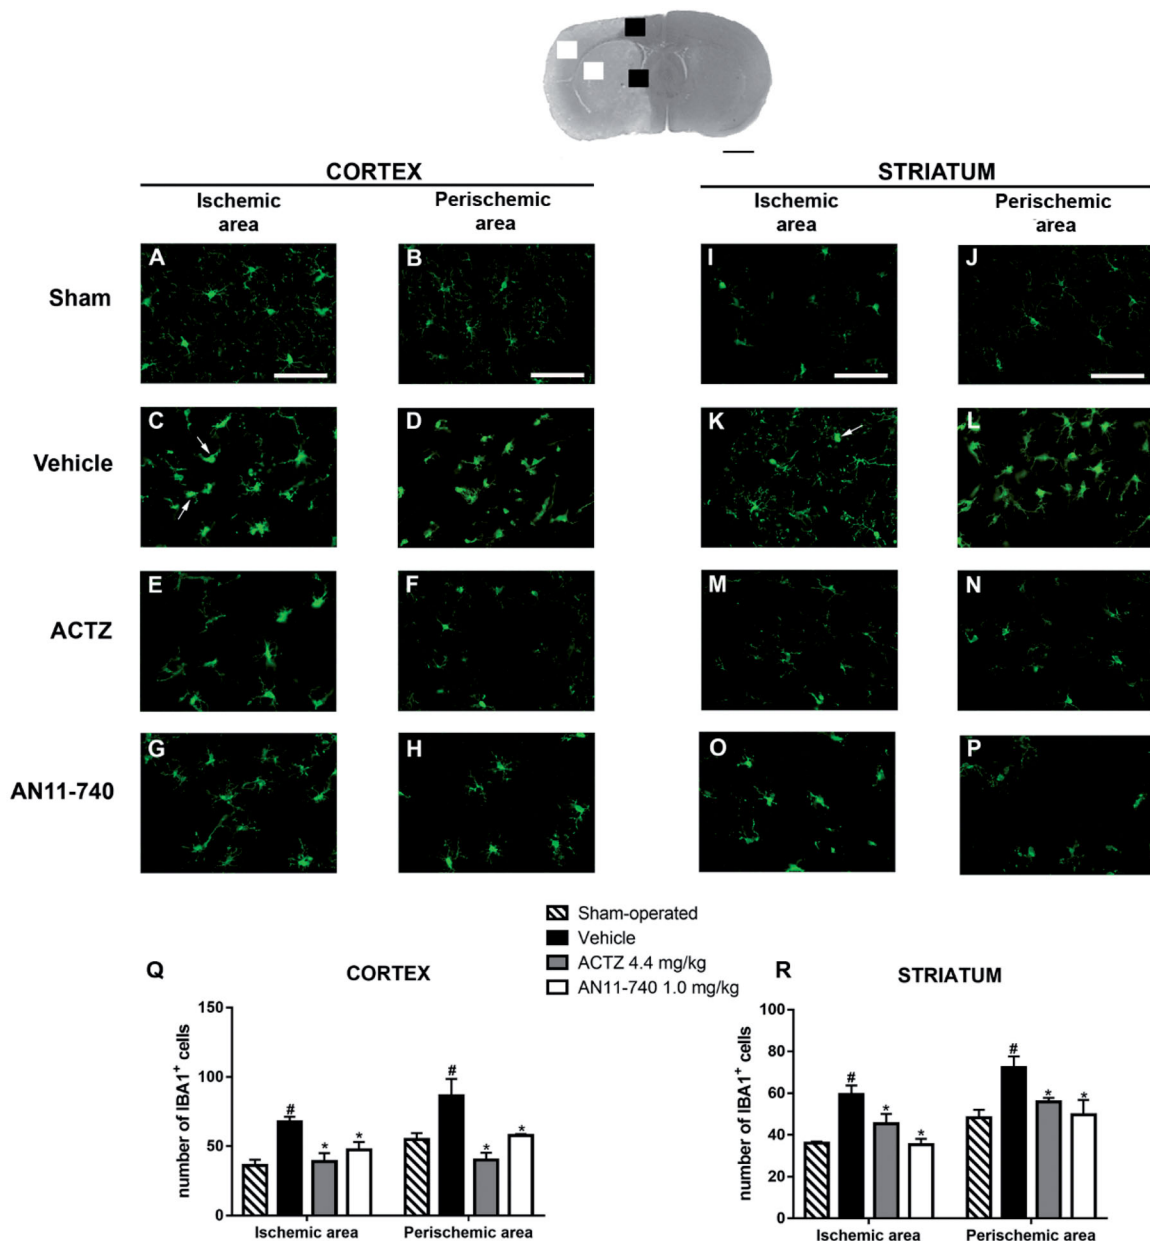 CORTEX
STRIATUM
Ischemic
area
Perischemic
area
Ischemic
area
Perischemic
area
Sham
A
B
I
J
Vehicle
C
D
K
L
ACTZ
E
F
M
N
AN11-740
G
H
O
P
Sham-operated
Vehicle
ACTZ 4.4 mg/kg
AN11-740 1.0 mg/kg
Q
CORTEX
number of IBA1+ cells
150
100
50
0
#
*
*
#
*
*
Ischemic area
Perischemic area
R
STRIATUM
number of IBA1+ cells
100
80
60
40
20
0
#
*
*
#
*
*
Ischemic area
Perischemic area